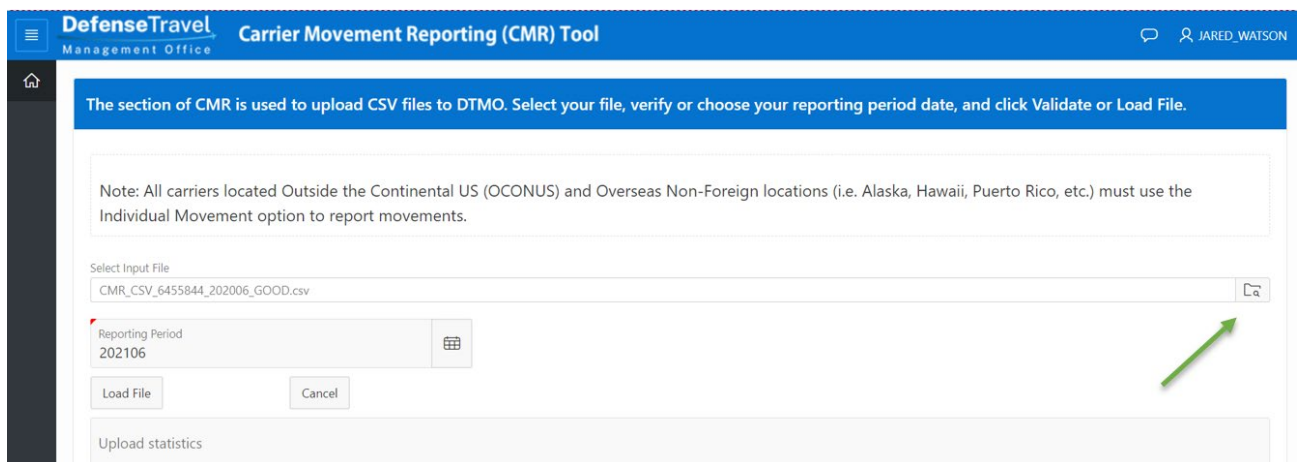 DefenseTravel
Management Office
Carrier Movement Reporting (CMR) Tool
JARED_WATSON
The section of CMR is used to upload CSV files to DTMO. Select your file, verify or choose your reporting period date, and click Validate or Load File.
Note: All carriers located Outside the Continental US (OCONUS) and Overseas Non-Foreign locations (i.e. Alaska, Hawaii, Puerto Rico, etc.) must use the
Individual Movement option to report movements.
Select Input File
CMR_CSV_6455844_202006_GOOD.csv
Reporting Period
202106
Load File
Cancel
Upload statistics